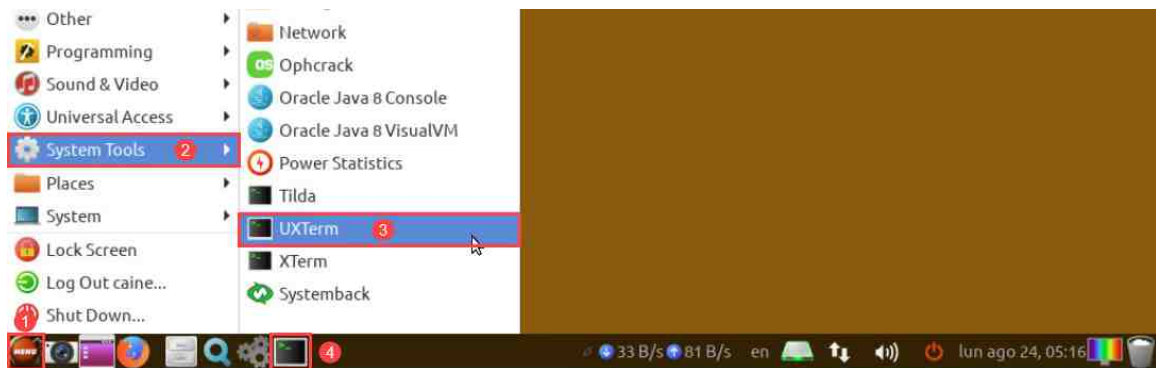 Other
Programming
Sound & Video
Universal Access
System Tools 2
Places
System
Lock Screen
Log Out caine...
Shut Down...
1
Network
Ophcrack
Oracle Java 8 Console
Oracle Java 8 VisualVM
Power Statistics
Tilda
UXTerm 3
XTerm
Systemback
MENU 4 33 B/s 81 B/s en lun ago 24, 05:16